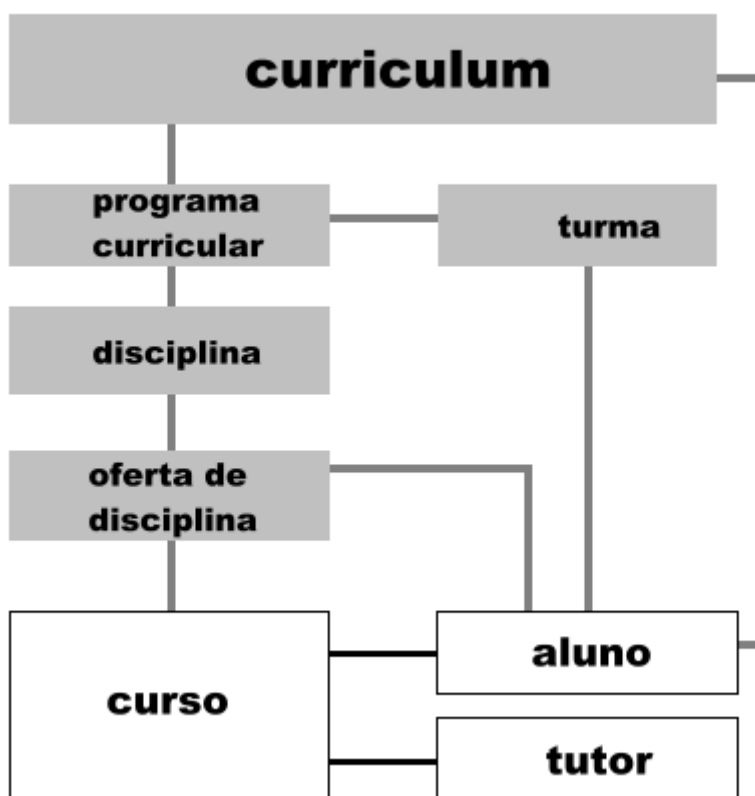 curriculum
programa
curricular
turma
disciplina
oferta de
disciplina
aluno
curso
tutor